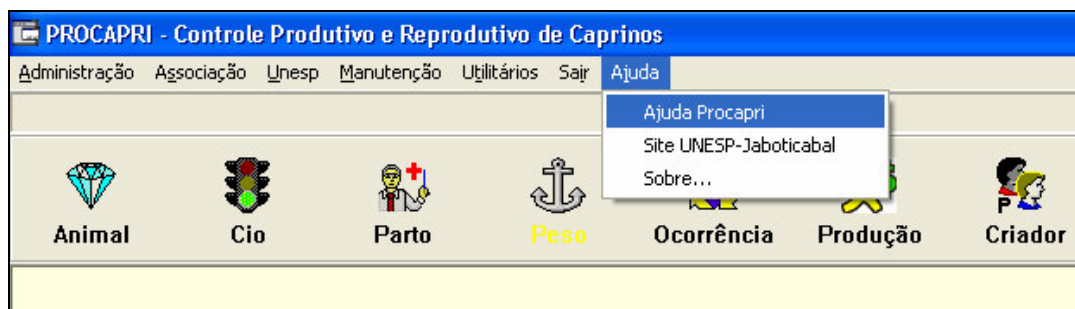 PROCAPRI - Controle Produtivo e Reprodutivo de Caprinos
Administração Associação Unesp Manutenção Utilitários Sair Ajuda
Ajuda Procapri
Site UNESP-Jaboticabal
Sobre...
P
Animal Cio Parto Peso Ocorrência Produção Criador